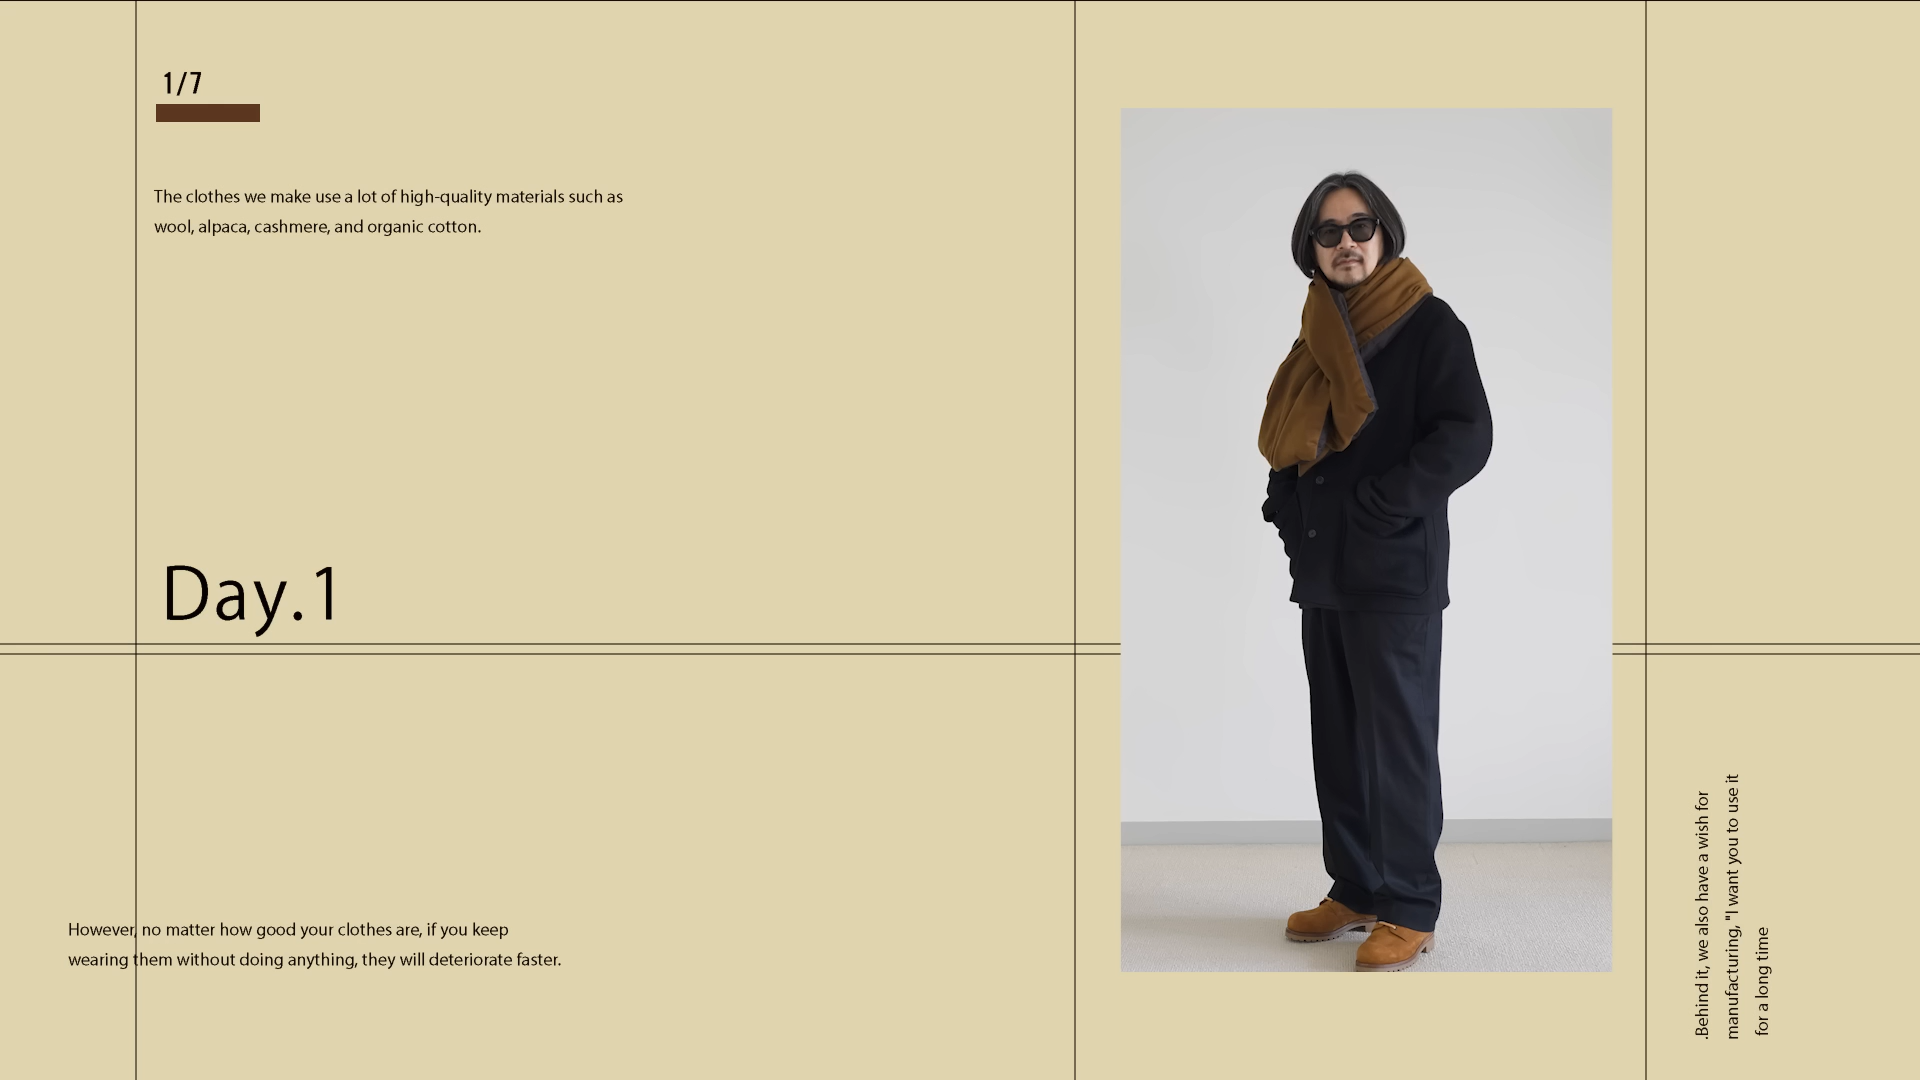 1/7
The clothes we make use a lot of high-quality materials such as
wool, alpaca, cashmere, and organic cotton.
Day.1
However, no matter how good your clothes are, if you keep
wearing them without doing anything, they will deteriorate faster.
.Behind it, we also have a wish for
manufacturing, "I want you to use it
for a long time